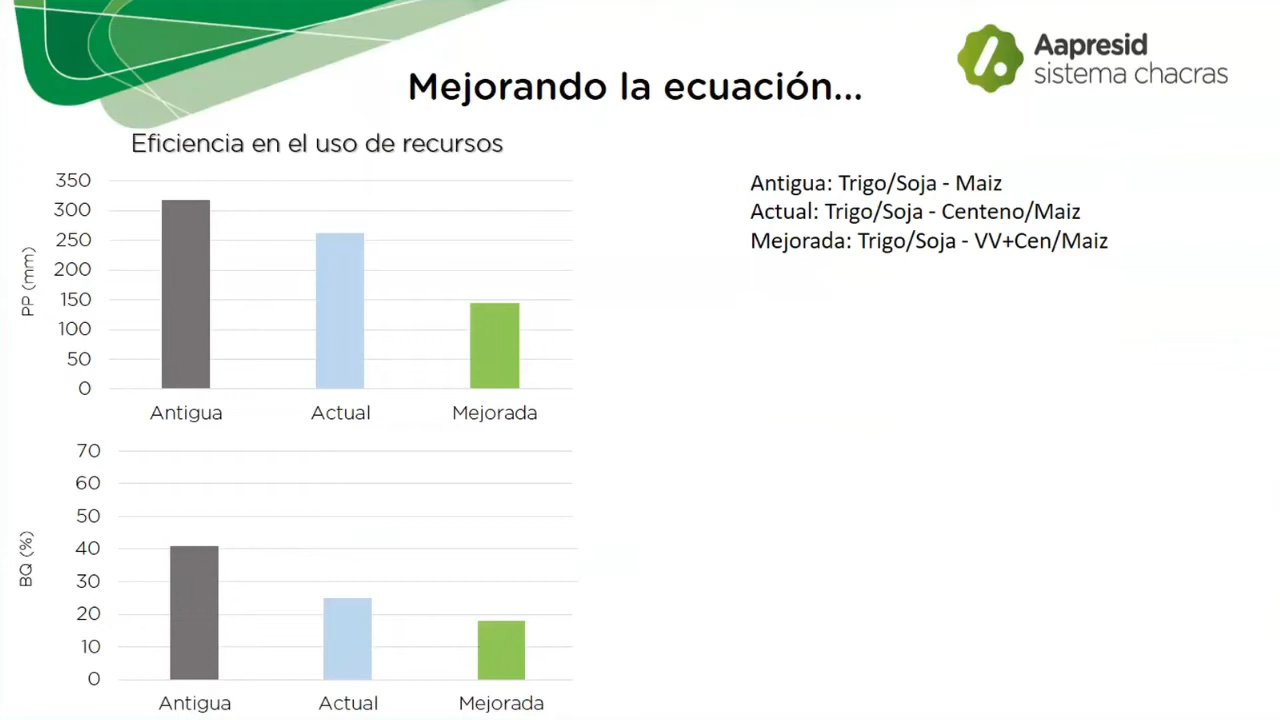 Aapresid
sistema chacras
Mejorando la ecuación...
Eficiencia en el uso de recursos
350
300
250
200
150
100
50
0
PP (mm)
Antigua
Actual
Mejorada
Antigua: Trigo/Soja - Maiz
Actual: Trigo/Soja - Centeno/Maiz
Mejorada: Trigo/Soja - VV+Cen/Maiz
70
60
50
40
30
20
10
0
BQ (%)
Antigua
Actual
Mejorada